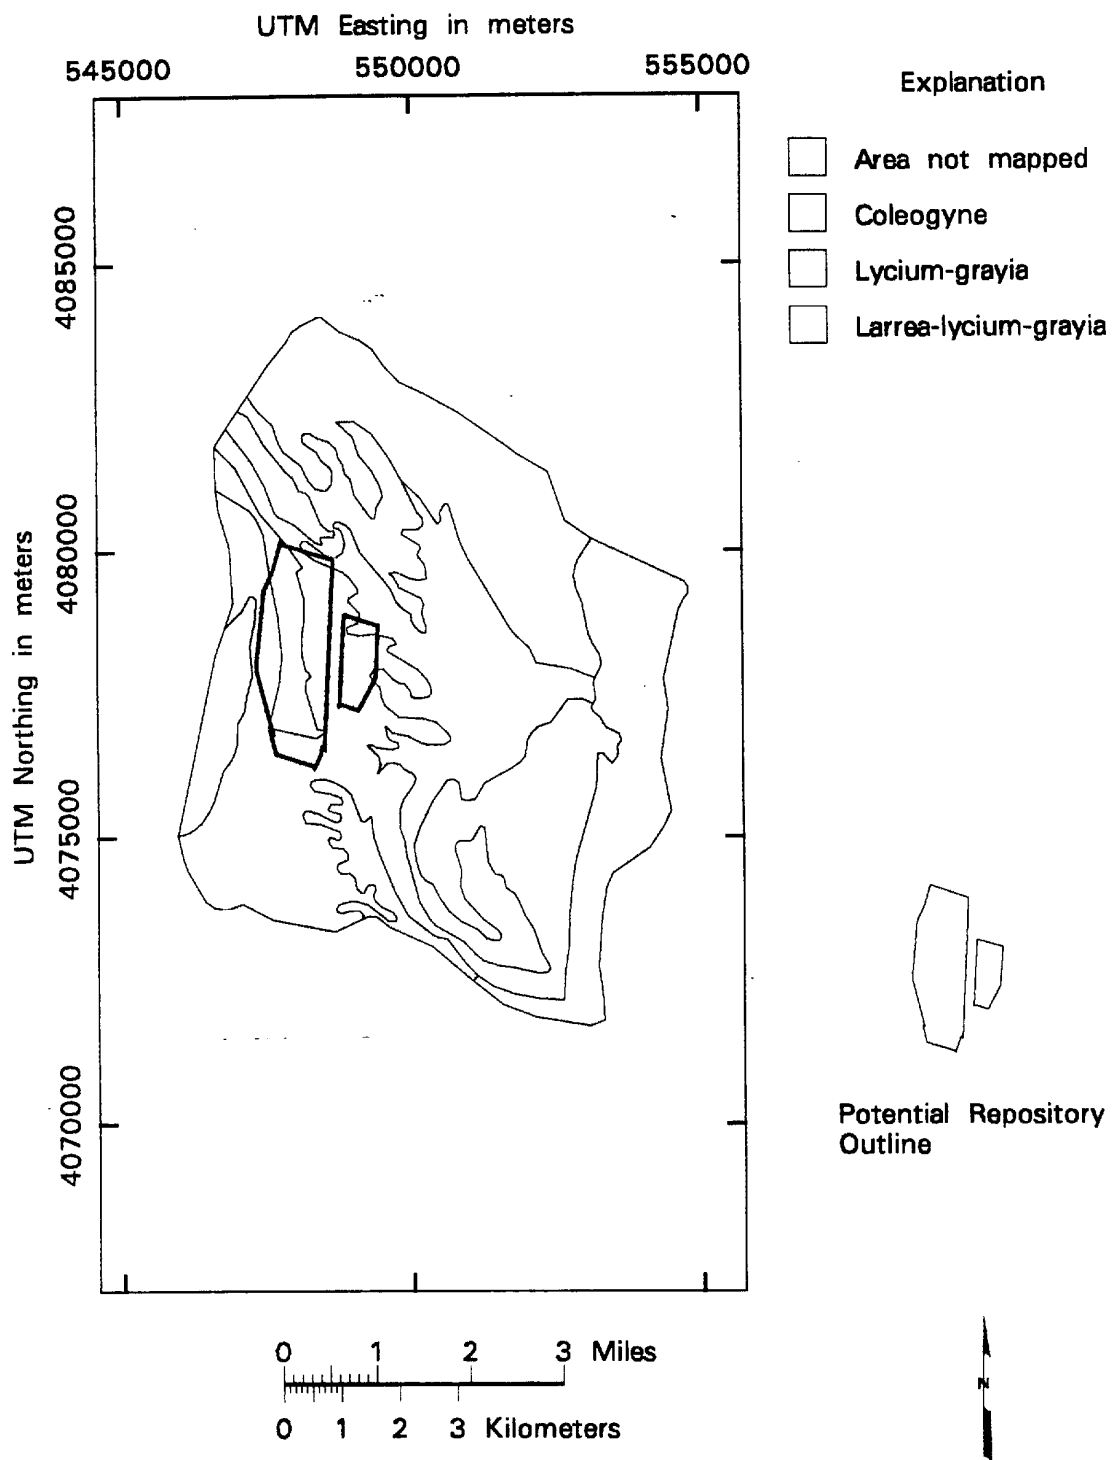 UTM Easting in meters
545000 550000 555000
Explanation
Area not mapped
Coleogyne
Lycium-grayia
Larrea-lycium-grayia
UTM Northing in meters
4085000
4080000
4075000
4070000
Potential Repository
Outline
0 1 2 3 Miles
0 1 2 3 Kilometers
N